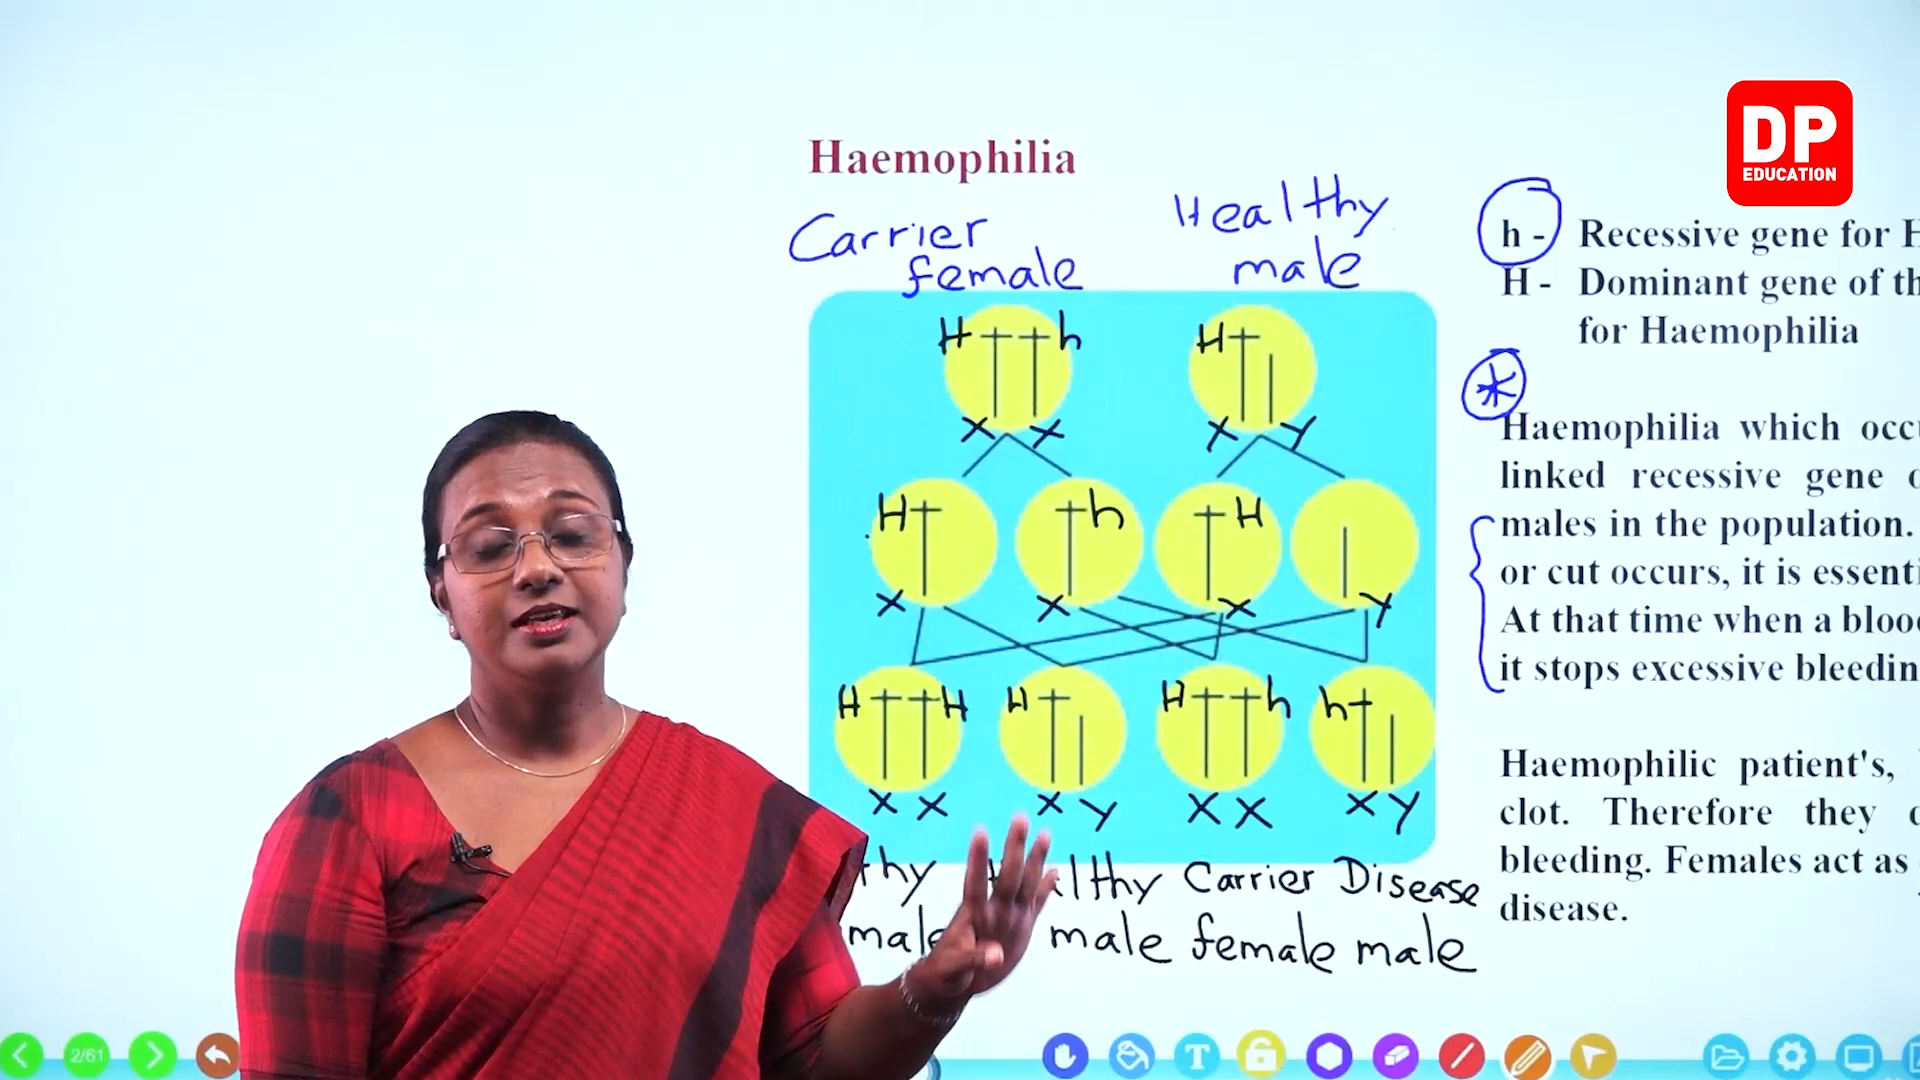 DP
EDUCATION
Haemophilia
Carrier
female
Healthy
male
h - Recessive gene for H
H - Dominant gene of th
for Haemophilia
H h H
X X X Y
H h H
X X X Y
H H H H h h
X X X Y X X X Y
thy Healthy Carrier Disease
male male female male
*
Haemophilia which occu
linked recessive gene o
males in the population.
or cut occurs, it is essenti
At that time when a blood
it stops excessive bleedin
Haemophilic patient's,
clot. Therefore they
bleeding. Females act as
disease.
2/61
T